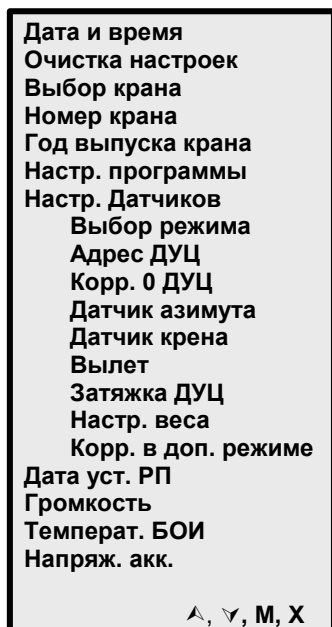 Дата и время
Очистка настроек
Выбор крана
Номер крана
Год выпуска крана
Настр. программы
Настр. Датчиков
Выбор режима
Адрес ДУЦ
Корр. 0 ДУЦ
Датчик азимута
Датчик крена
Вылет
Затяжка ДУЦ
Настр. веса
Корр. в доп. режиме
Дата уст. РП
Громкость
Температ. БОИ
Напряж. акк.
⮝, ⮟, М, Х